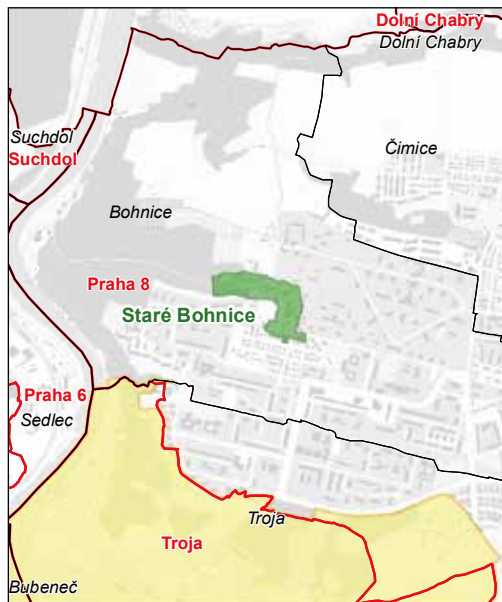 Dolní Chabry
Dolní Chabry
Suchdol
Suchdol
Čimice
Bohnice
Praha 8
Staré Bohnice
Praha 6
Sedlec
Troja
Troja
Bubeneč